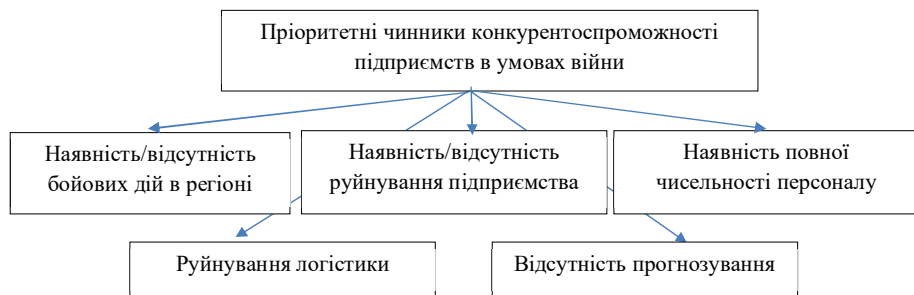 Пріоритетні чинники конкурентоспроможності
підприємств в умовах війни
Наявність/відсутність
бойових дій в регіоні
Наявність/відсутність
руйнування підприємства
Наявність повної
чисельності персоналу
Руйнування логістики
Відсутність прогнозування